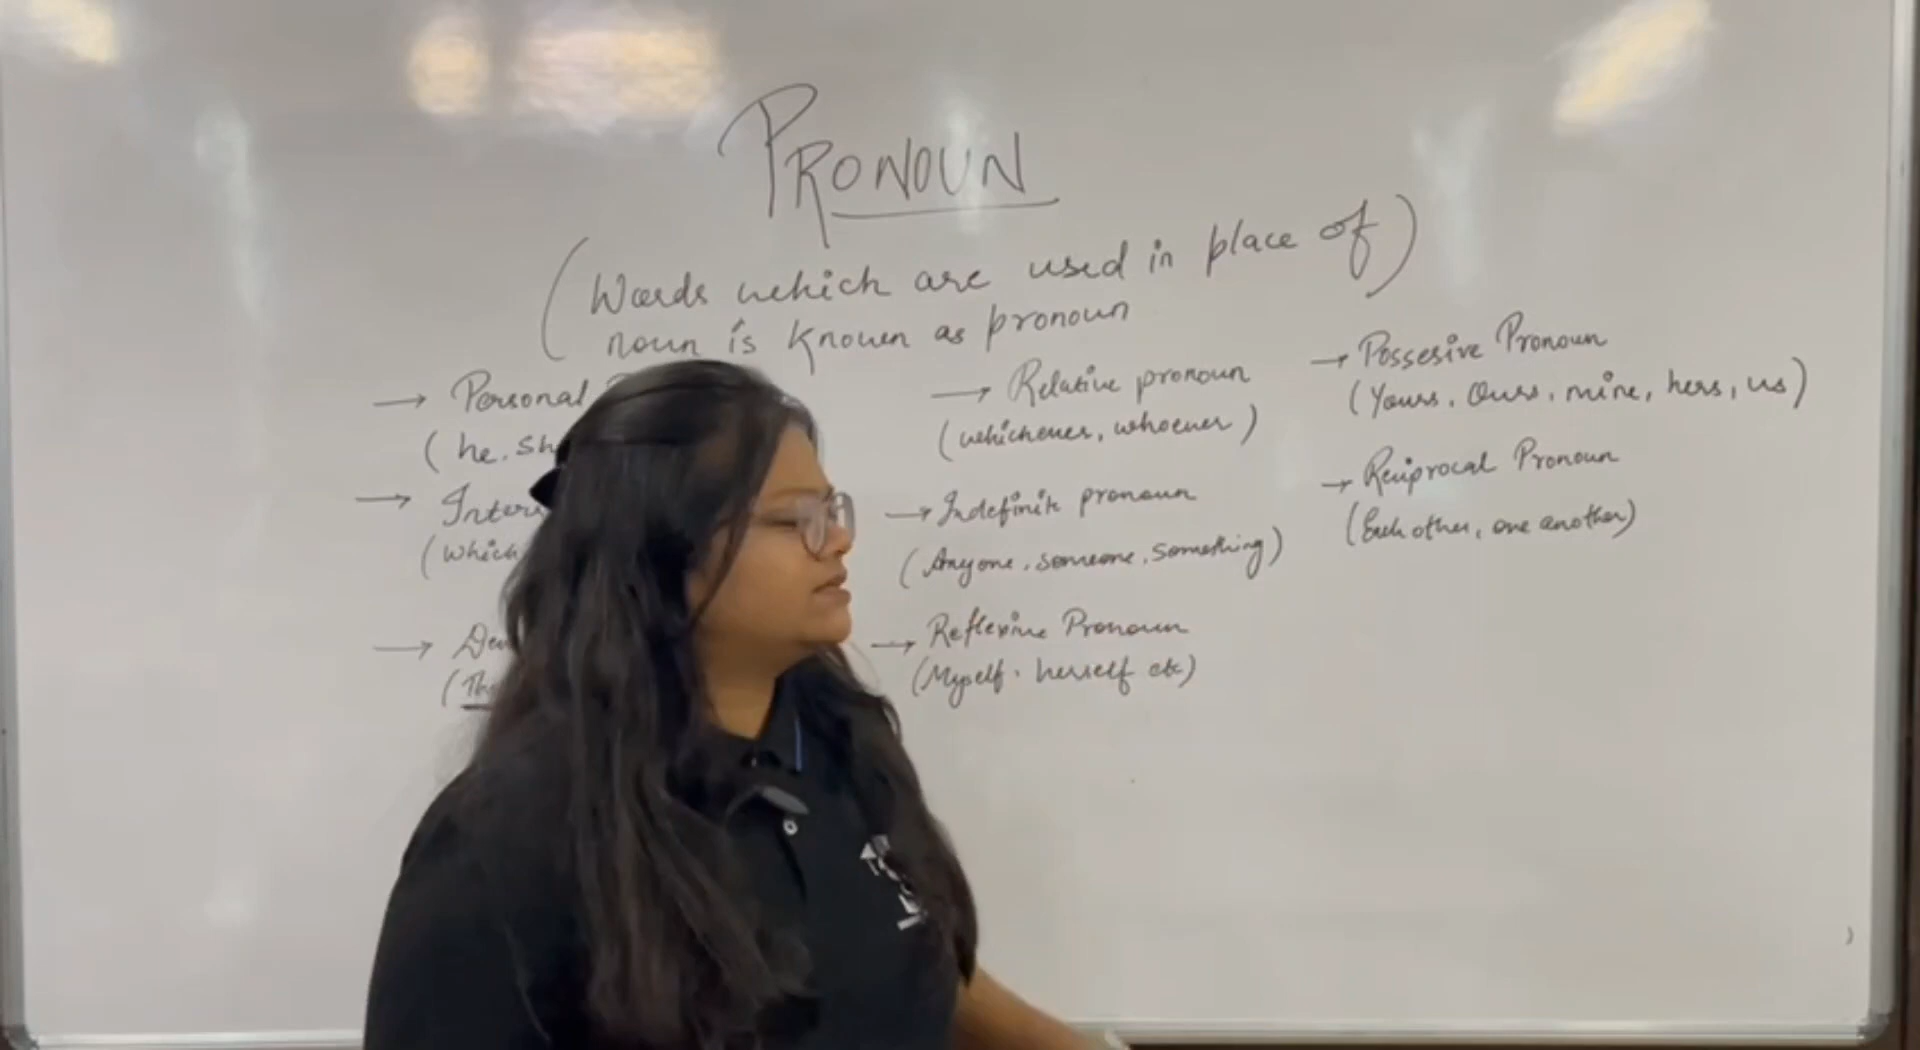 PRONOUN
(Words which are used in place of)
noun is known as pronoun
→ Personal
(he, sh
→ Inter
(which
→ Dem
(Th
→ Relative pronoun
(whichever, whoever)
→ Indefinite pronoun
(Anyone, someone, something)
→ Reflexive Pronoun
(Myself, herself etc)
→ Possesive Pronoun
(Yours, Ours, mine, hers, us)
→ Reciprocal Pronoun
(Each other, one another)